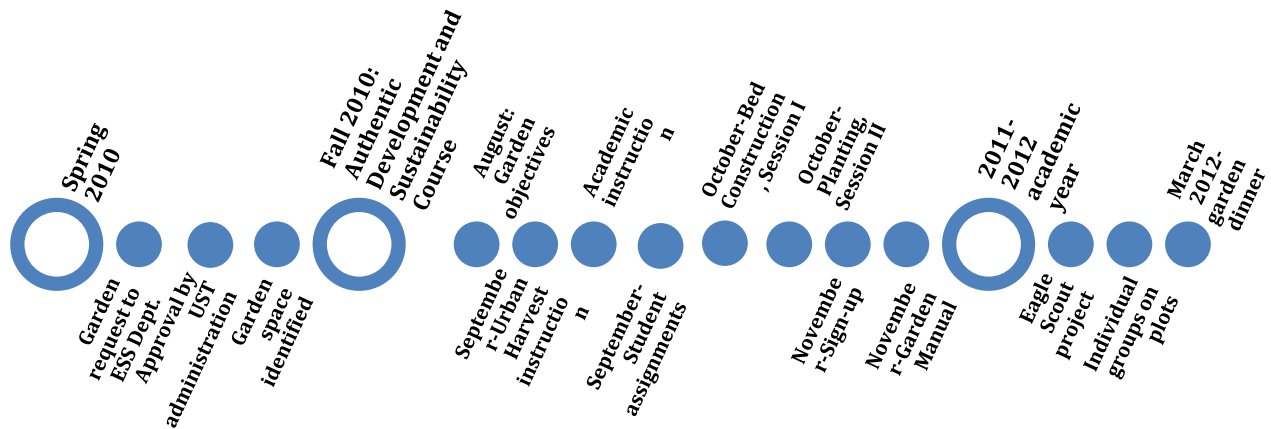 Spring
2010
Garden
request to
ESS Dept.
Approval by
UST
administration
Garden
space
identified
Fall 2010:
Authentic
Development and
Sustainability
Course
August:
Garden
objectives
Septembe
r-Urban
Harvest
instructio
n
Academic
instructio
n
September-
Student
assignments
October-Bed
Construction
, Session I
October-
Planting,
Session II
Novembe
r-Sign-up
Novembe
r-Garden
Manual
2011-
2012
academic
year
Eagle
Scout
project
Individual
groups on
plots
March
2012-
garden
dinner